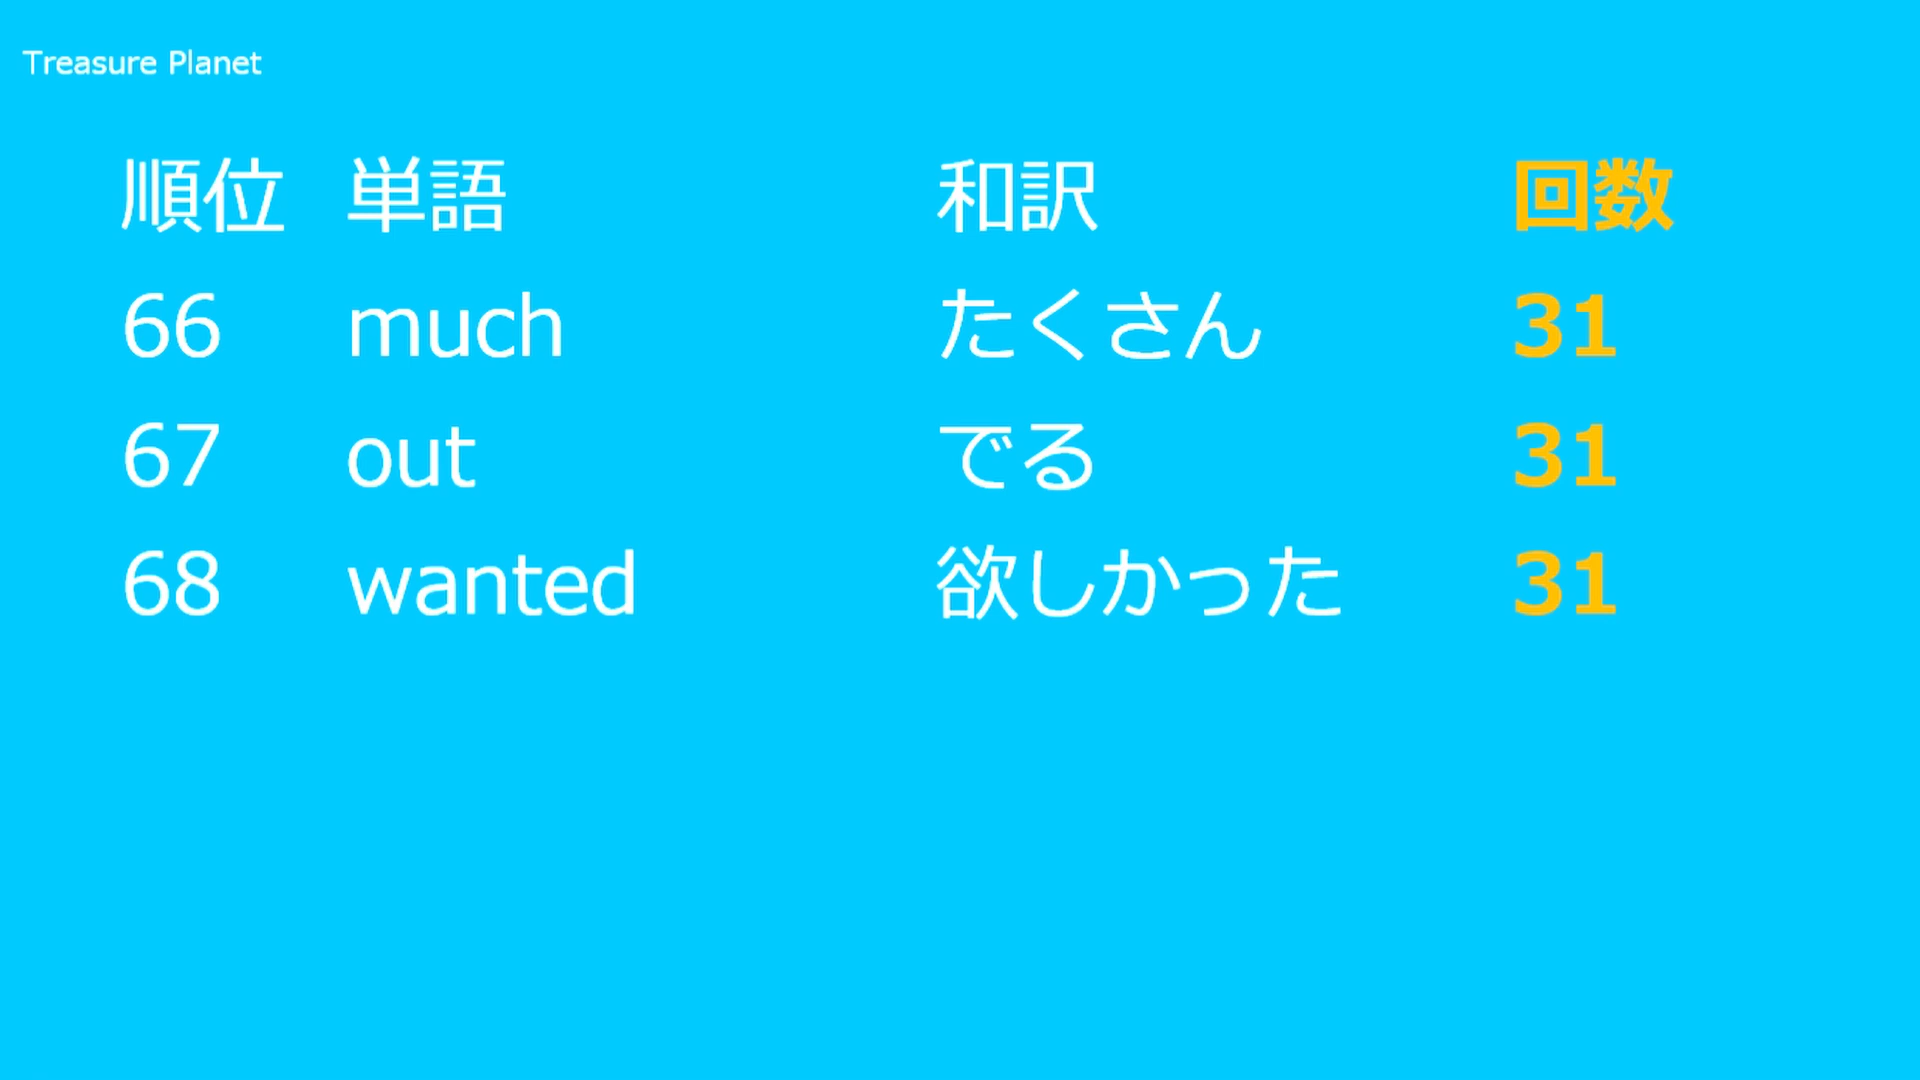 Treasure Planet
順位 単語 和訳 回数
66 much たくさん 31
67 out でる 31
68 wanted 欲しかった 31